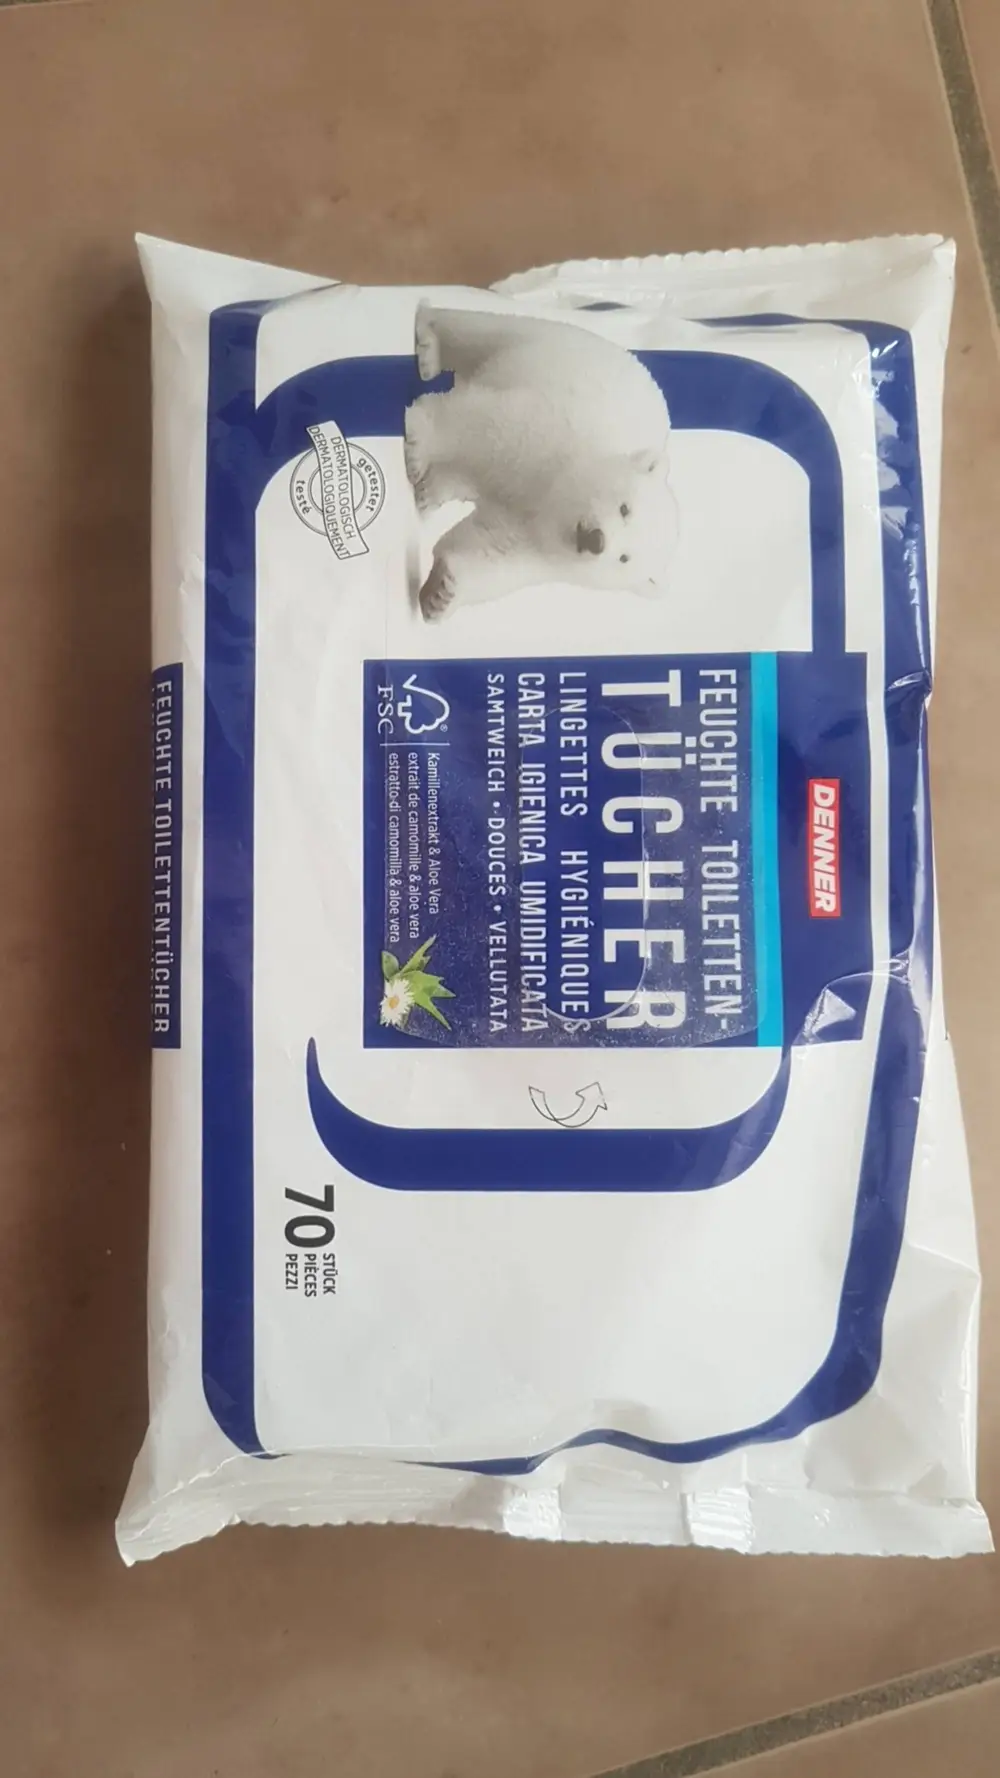 DENNER
FEUCHTE TOILETTEN-
TÜCHER
LINGETTES HYGIÉNIQUES
CARTA IGIENICA UMIDIFICATA
SAMTWEICH • DOUCES • VELLUTATA
FSC®
Kamillenextrakt & Aloe Vera
extrait de camomille & aloe vera
estratto di camomilla & aloe vera
getestet
DERMATOLOGISCH
DERMATOLOGIQUEMENT
testé
70
STÜCK
PIÈCES
PEZZI
FEUCHTE TOILETTENTÜCHER